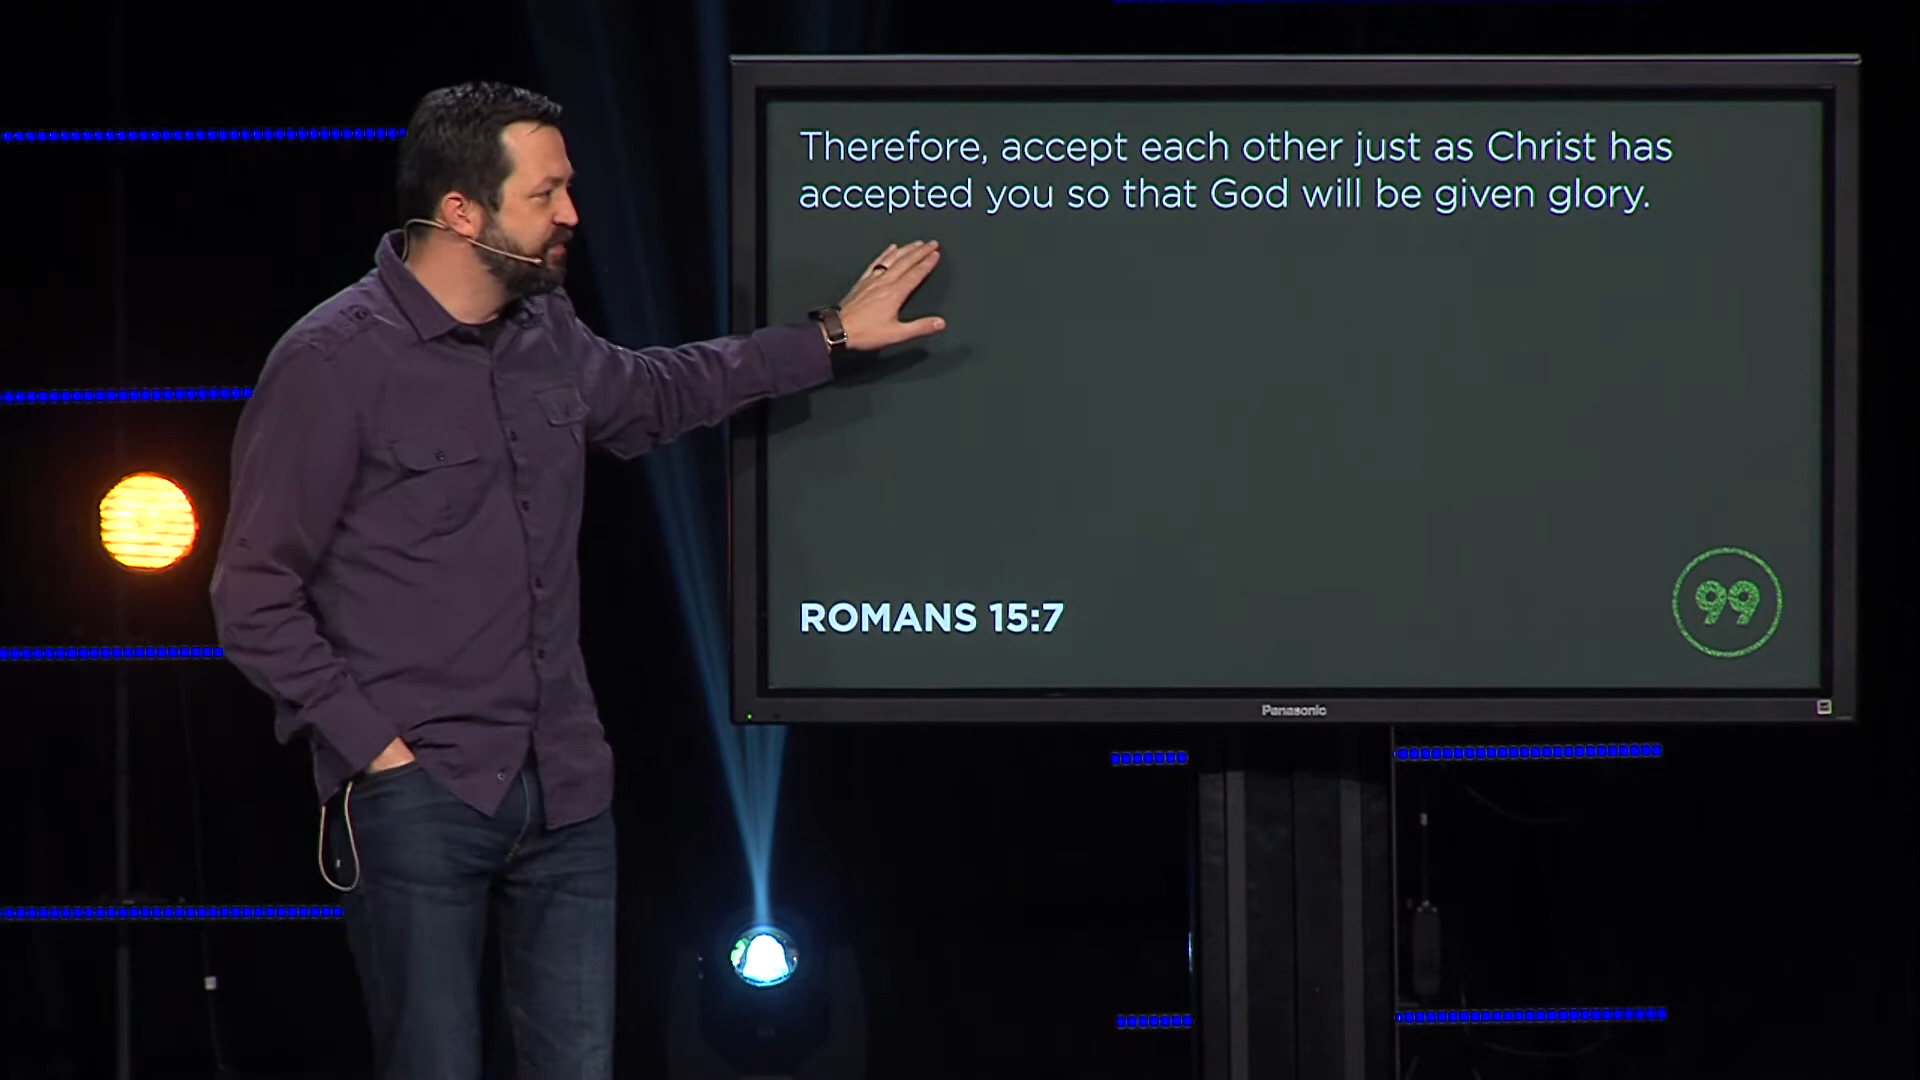 Therefore, accept each other just as Christ has
accepted you so that God will be given glory.
ROMANS 15:7
99
Panasonic